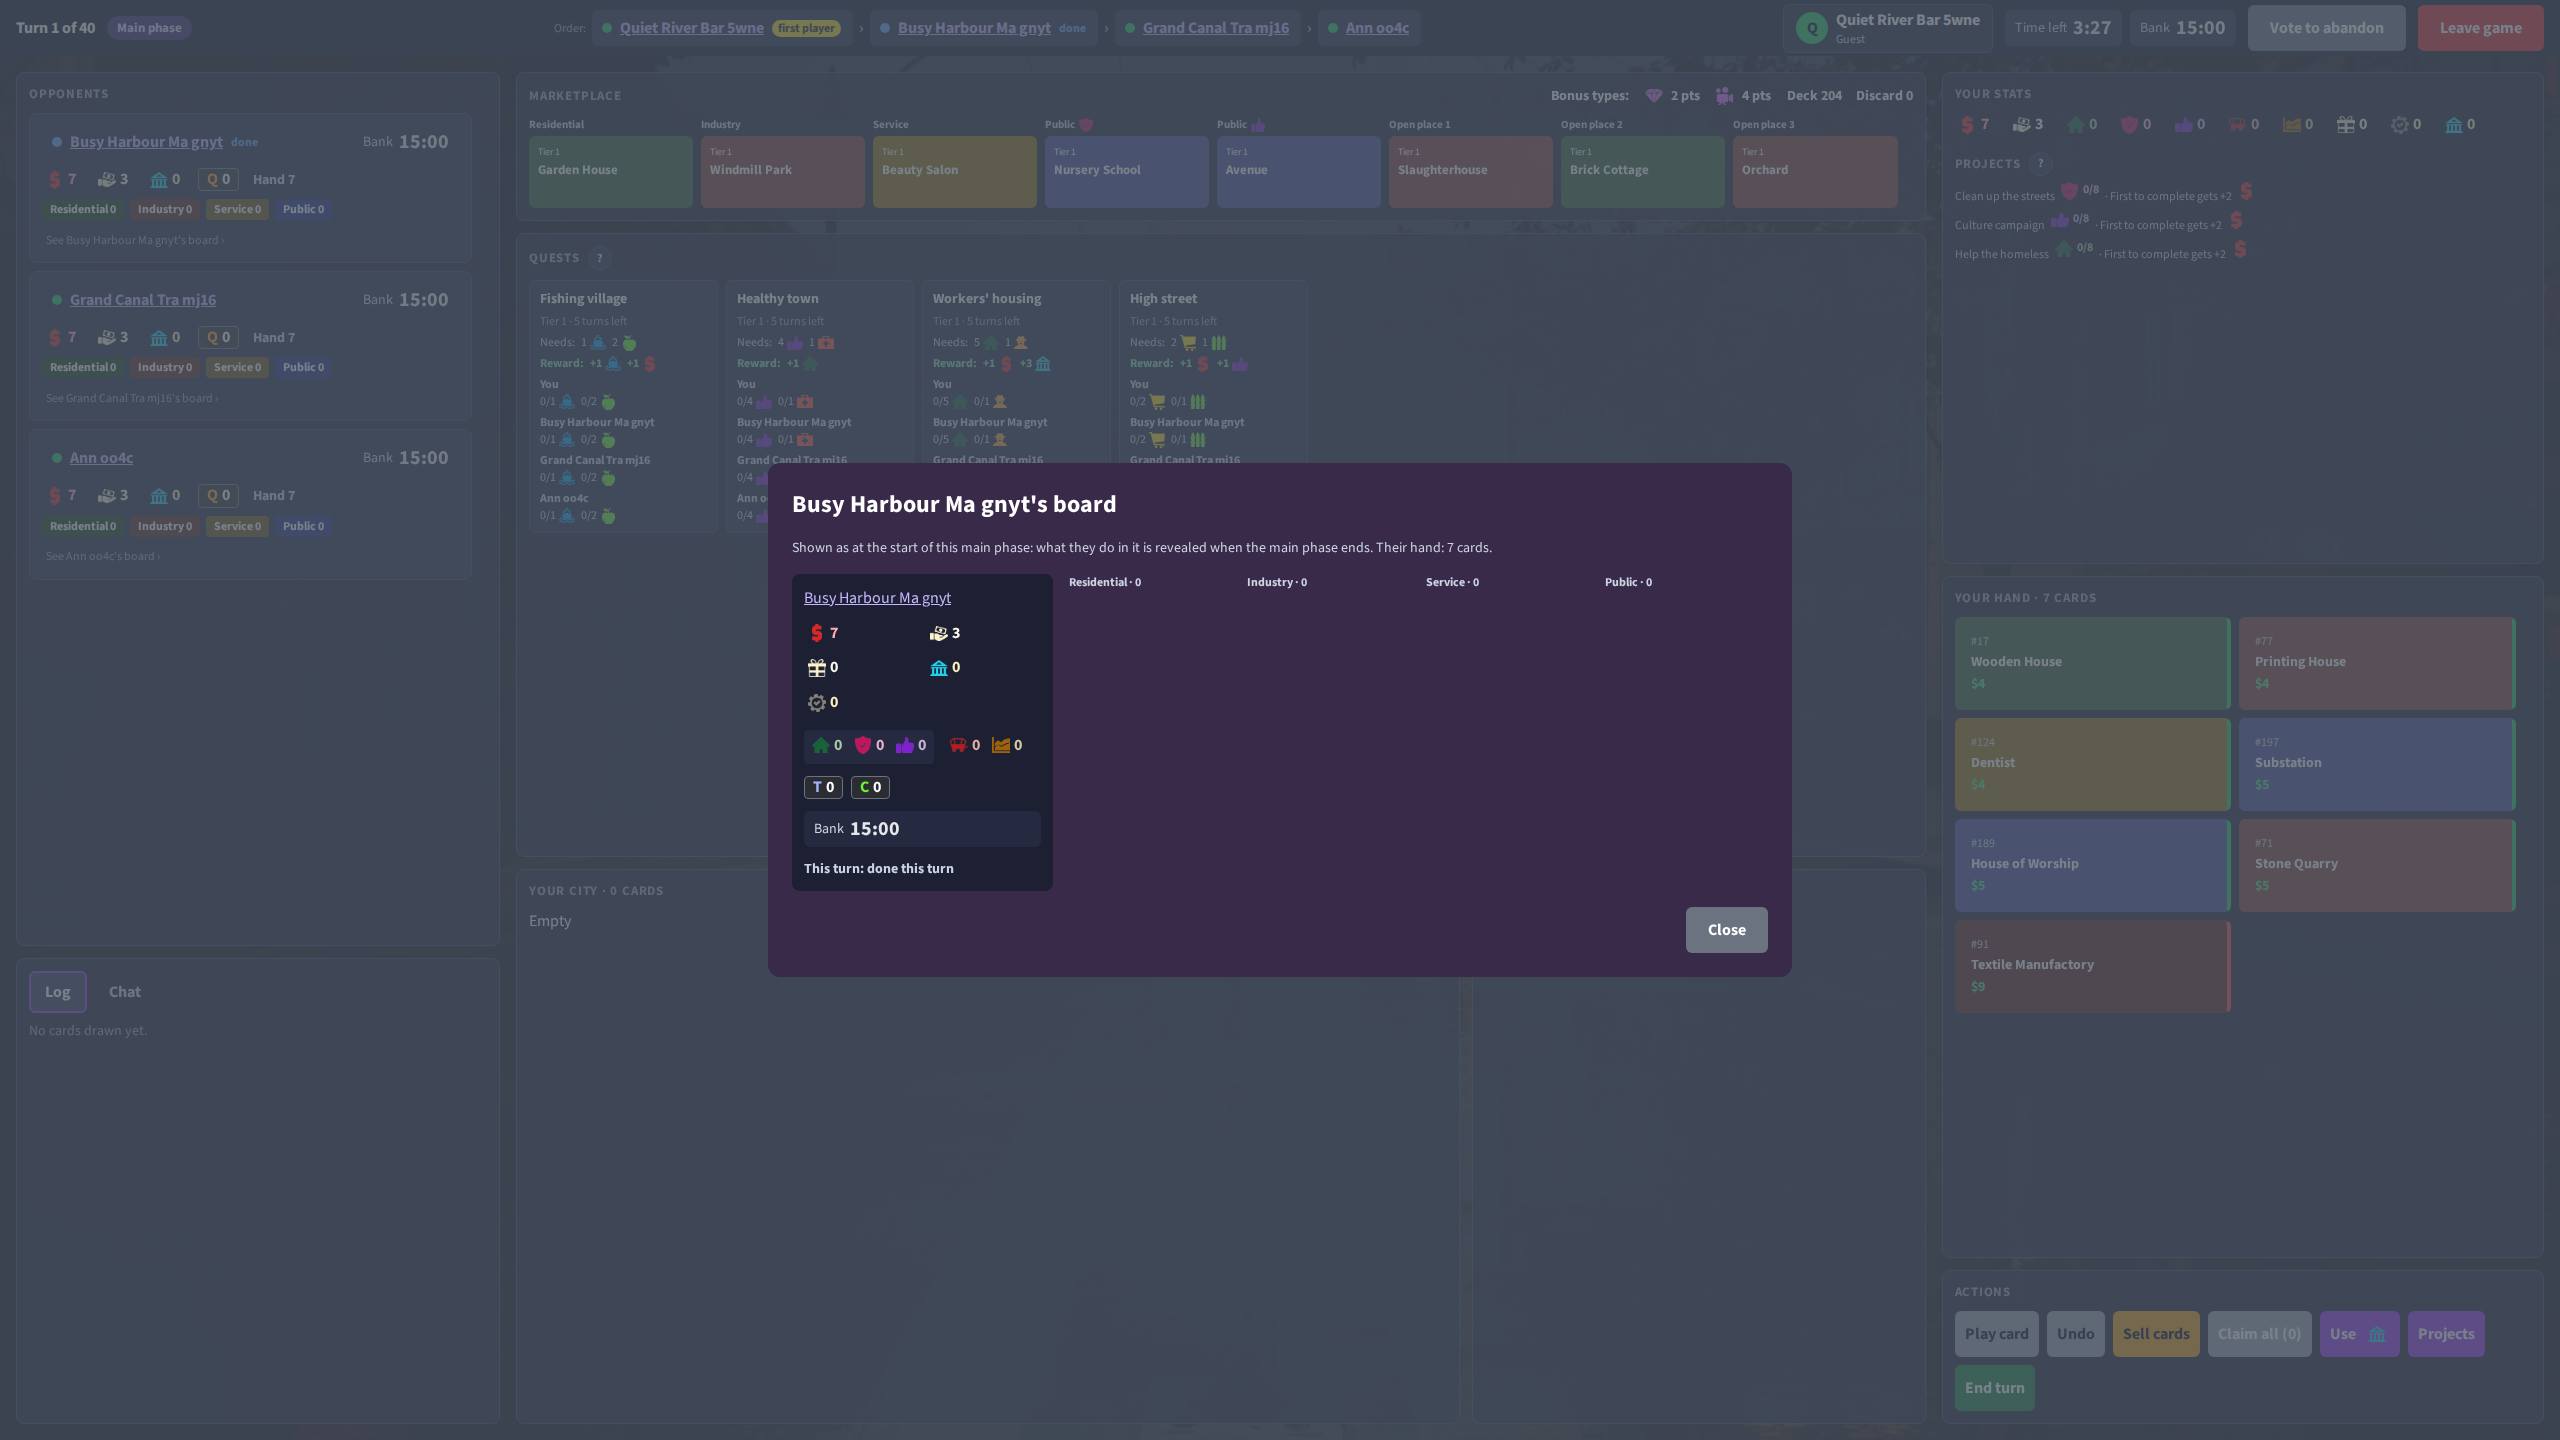 Turn 1 of 40 Main phase
Order: Quiet River Bar 5wne first player › Busy Harbour Ma gnyt done › Grand Canal Tra mj16 › Ann oo4c
Q Quiet River Bar 5wne
Guest
Time left 3:27 Bank 15:00 Vote to abandon Leave game
OPPONENTS
Busy Harbour Ma gnyt done Bank 15:00
7 3 0 Q 0 Hand 7
Residential 0 Industry 0 Service 0 Public 0
See Busy Harbour Ma gnyt's board ›
Grand Canal Tra mj16 Bank 15:00
7 3 0 Q 0 Hand 7
Residential 0 Industry 0 Service 0 Public 0
See Grand Canal Tra mj16's board ›
Ann oo4c Bank 15:00
7 3 0 Q 0 Hand 7
Residential 0 Industry 0 Service 0 Public 0
See Ann oo4c's board ›
Log Chat
No cards drawn yet.
MARKETPLACE Bonus types: 2 pts 4 pts Deck 204 Discard 0
Residential Industry Service Public Public Open place 1 Open place 2 Open place 3
Tier 1 Tier 1 Tier 1 Tier 1 Tier 1 Tier 1 Tier 1 Tier 1
Garden House Windmill Park Beauty Salon Nursery School Avenue Slaughterhouse Brick Cottage Orchard
QUESTS ?
Fishing village Healthy town Workers' housing High street
Tier 1 · 5 turns left Tier 1 · 5 turns left Tier 1 · 5 turns left Tier 1 · 5 turns left
Needs: 1 2 Needs: 4 1 Needs: 5 1 Needs: 2 1
Reward: +1 +1 Reward: +1 Reward: +1 +3 Reward: +1 +1
You You You You
0/1 0/2 0/4 0/1 0/5 0/1 0/2 0/1
Busy Harbour Ma gnyt Busy Harbour Ma gnyt Busy Harbour Ma gnyt Busy Harbour Ma gnyt
0/1 0/2 0/4 0/1 0/5 0/1 0/2 0/1
Grand Canal Tra mj16 Grand Canal Tra mj16 Grand Canal Tra mj16 Grand Canal Tra mj16
0/1 0/2 0/4
Ann oo4c Ann o
0/1 0/2 0/4
YOUR CITY · 0 CARDS
Empty
Busy Harbour Ma gnyt's board
Shown as at the start of this main phase: what they do in it is revealed when the main phase ends. Their hand: 7 cards.
Busy Harbour Ma gnyt
7 3
0 0
0
0 0 0 0 0
T 0 C 0
Bank 15:00
This turn: done this turn
Residential · 0 Industry · 0 Service · 0 Public · 0
Close
YOUR STATS
7 3 0 0 0 0 0 0 0 0
PROJECTS ?
Clean up the streets 0/8 · First to complete gets +2
Culture campaign 0/8 · First to complete gets +2
Help the homeless 0/8 · First to complete gets +2
YOUR HAND · 7 CARDS
#17 #77
Wooden House Printing House
$4 $4
#124 #197
Dentist Substation
$4 $5
#189 #71
House of Worship Stone Quarry
$5 $5
#91
Textile Manufactory
$9
ACTIONS
Play card Undo Sell cards Claim all (0) Use Projects
End turn